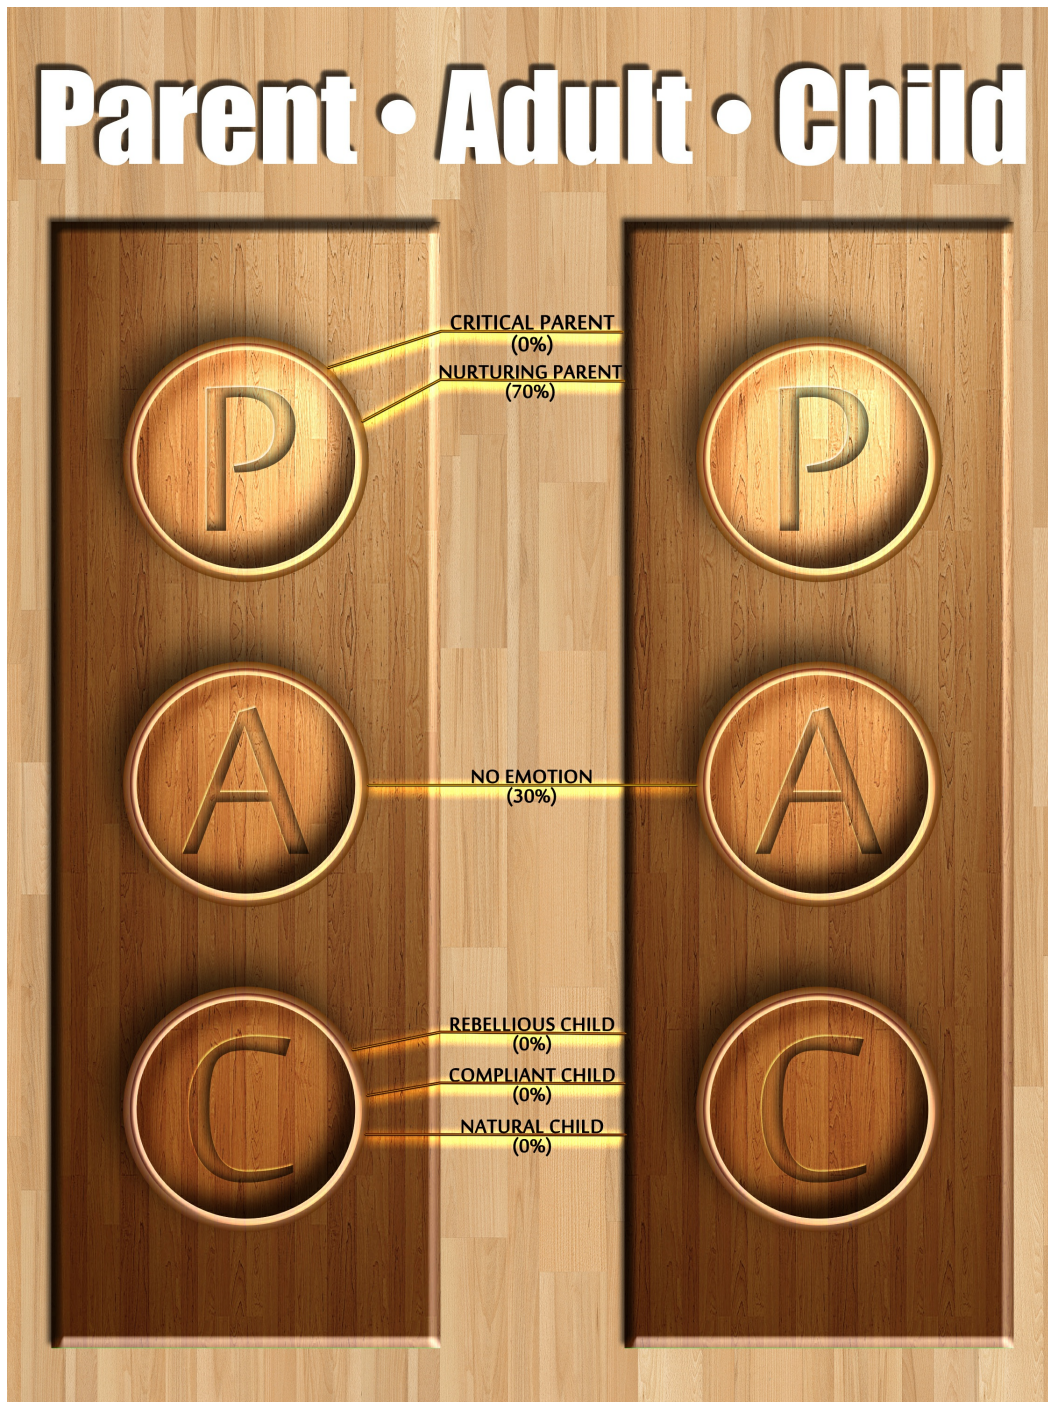 Parent • Adult • Child
CRITICAL PARENT
(0%)
NURTURING PARENT
(70%)
P
P
A
NO EMOTION
(30%)
A
REBELLIOUS CHILD
(0%)
COMPLIANT CHILD
(0%)
NATURAL CHILD
(0%)
C
C